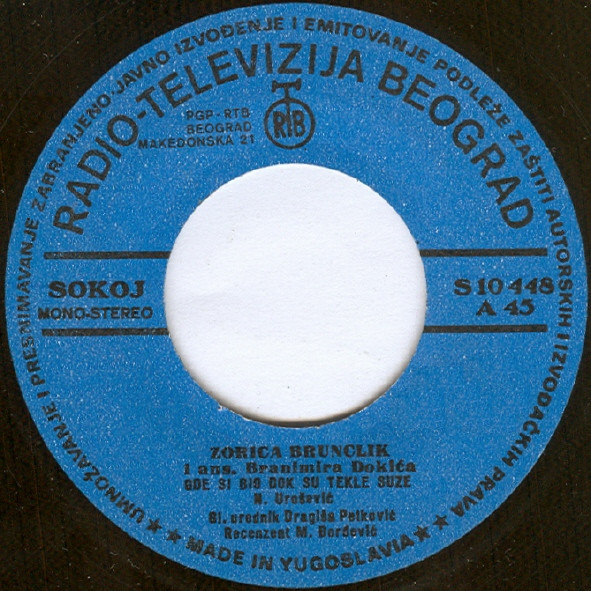 UMNOŽAVANJE I PRESNIMAVANJE ZABRANJENO JAVNO IZVOĐENJE I EMITOVANJE PODLEŽE ZAŠTITI AUTORSKIH I IZVOĐAČKIH PRAVA
RADIO-TELEVIZIJA BEOGRAD
PGP-RTB
BEOGRAD
MAKEDONSKA 21
RTB
SOKOJ
MONO-STEREO
S 10 448
A 45
ZORICA BRUNCLIK
I ans. Branimira Đokića
GDE SI BIO DOK SU TEKLE SUZE
N. Urošević
Gl. urednik Dragiša Petković
Recenzent M. Đorđević
★★ MADE IN YUGOSLAVIA ★★